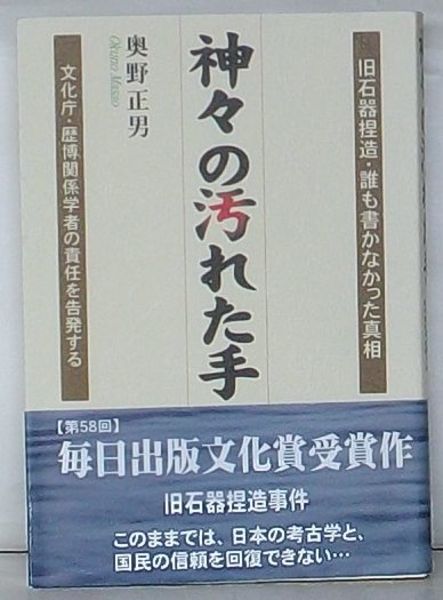 旧石器捏造・誰も書かなかった真相
神々の汚れた手
奥野正男
Okuno Masao
文化庁・歴博関係学者の責任を告発する
【第58回】
毎日出版文化賞受賞作
旧石器捏造事件
このままでは、日本の考古学と、
国民の信頼を回復できない…